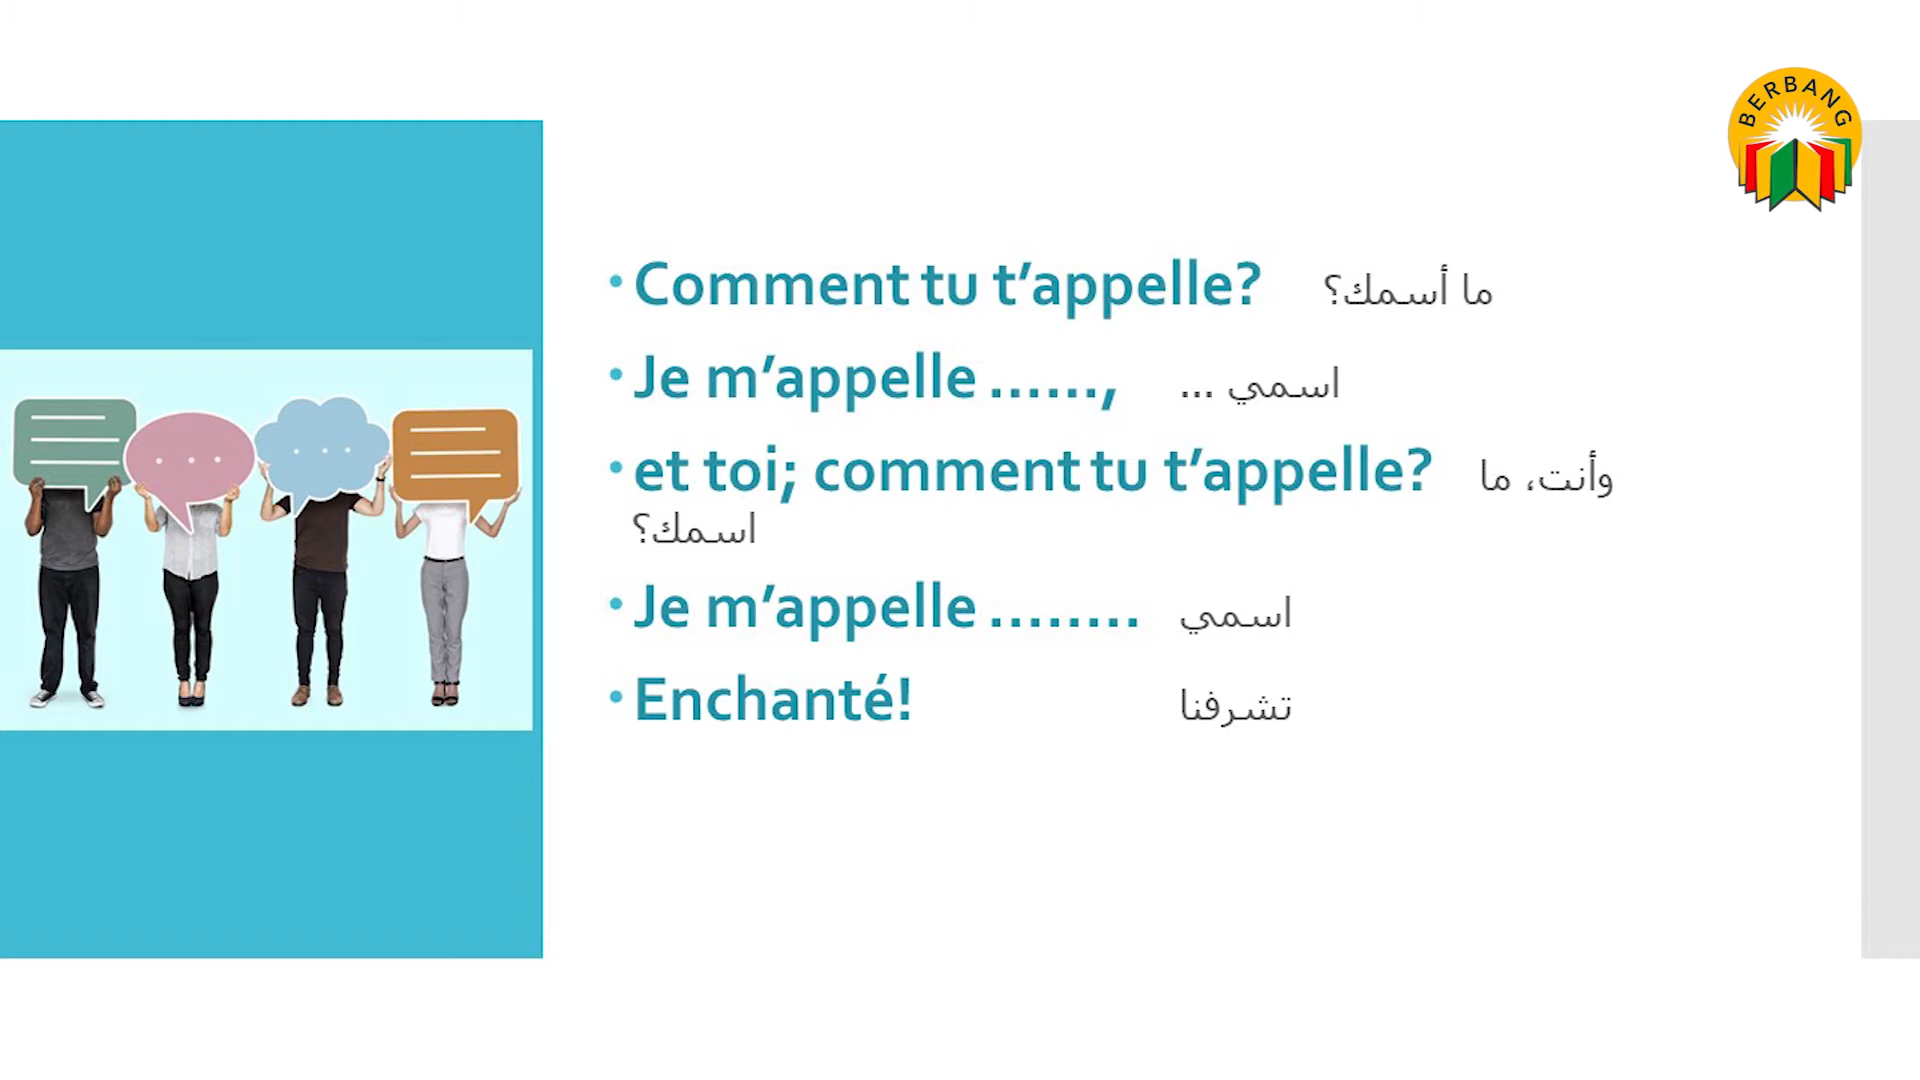 BERBANG
Comment tu t’appelle? ما أسمك؟
Je m’appelle ......, اسمي ...
et toi; comment tu t’appelle? وأنت، ما
اسمك؟
Je m’appelle ........ اسمي
Enchanté! تشرفنا